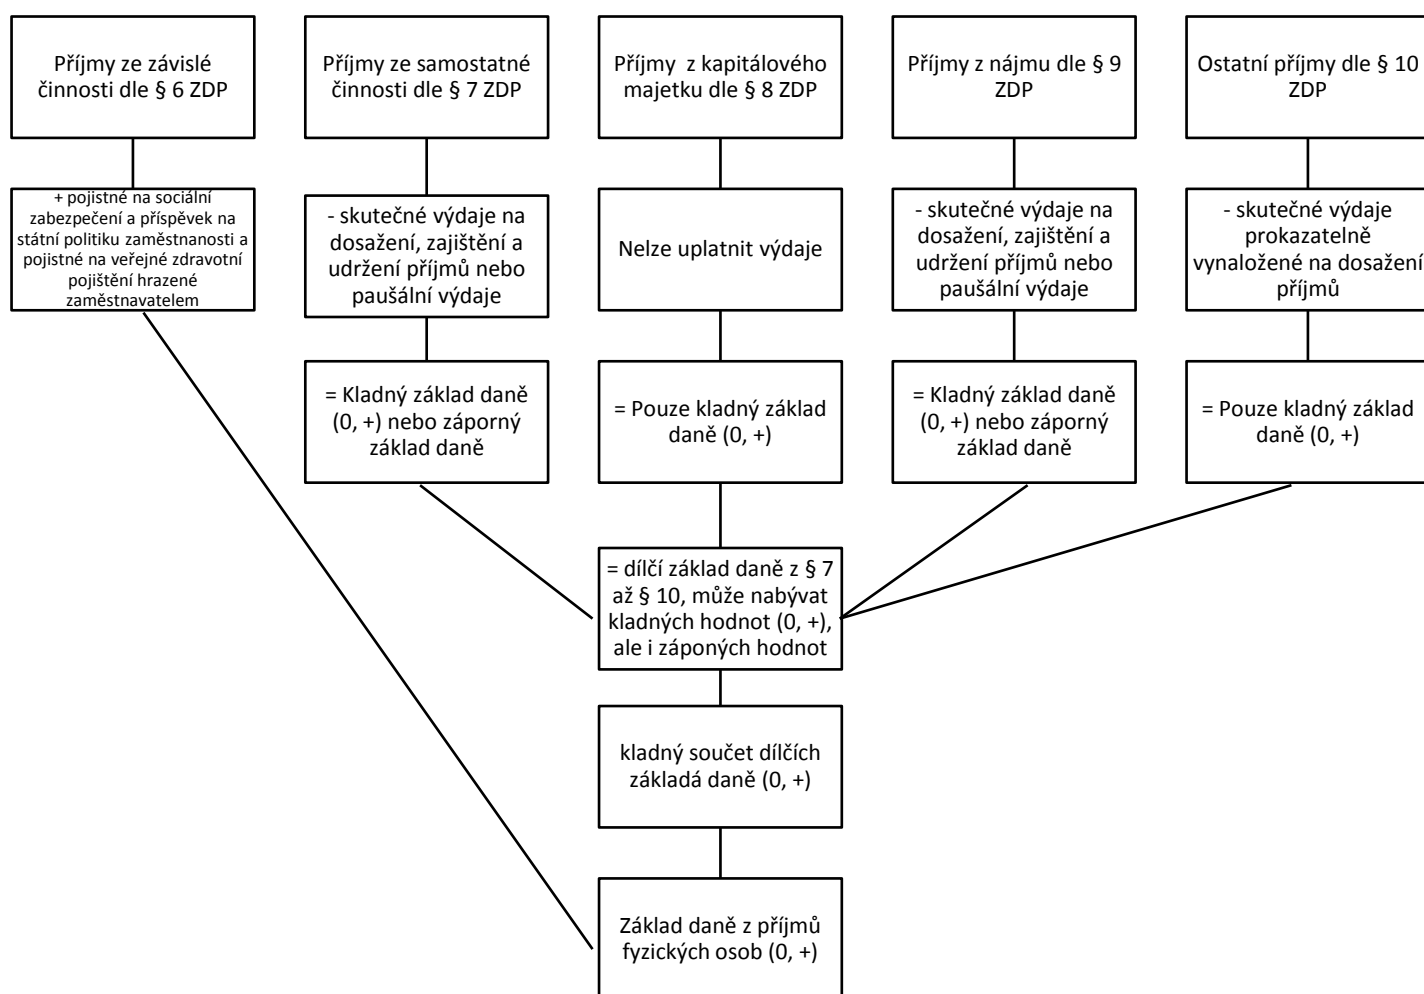 Příjmy ze závislé
činnosti dle § 6 ZDP
Příjmy ze samostatné
činnosti dle § 7 ZDP
Příjmy z kapitálového
majetku dle § 8 ZDP
Příjmy z nájmu dle § 9
ZDP
Ostatní příjmy dle § 10
ZDP
+ pojistné na sociální
zabezpečení a příspěvek na
státní politiku zaměstnanosti a
pojistné na veřejné zdravotní
pojištění hrazené
zaměstnavatelem
- skutečné výdaje na
dosažení, zajištění a
udržení příjmů nebo
paušální výdaje
Nelze uplatnit výdaje
- skutečné výdaje na
dosažení, zajištění a
udržení příjmů nebo
paušální výdaje
- skutečné výdaje
prokazatelně
vynaložené na dosažení
příjmů
= Kladný základ daně
(0, +) nebo záporný
základ daně
= Pouze kladný základ
daně (0, +)
= Kladný základ daně
(0, +) nebo záporný
základ daně
= Pouze kladný základ
daně (0, +)
= dílčí základ daně z § 7
až § 10, může nabývat
kladných hodnot (0, +),
ale i záponých hodnot
kladný součet dílčích
základá daně (0, +)
Základ daně z příjmů
fyzických osob (0, +)